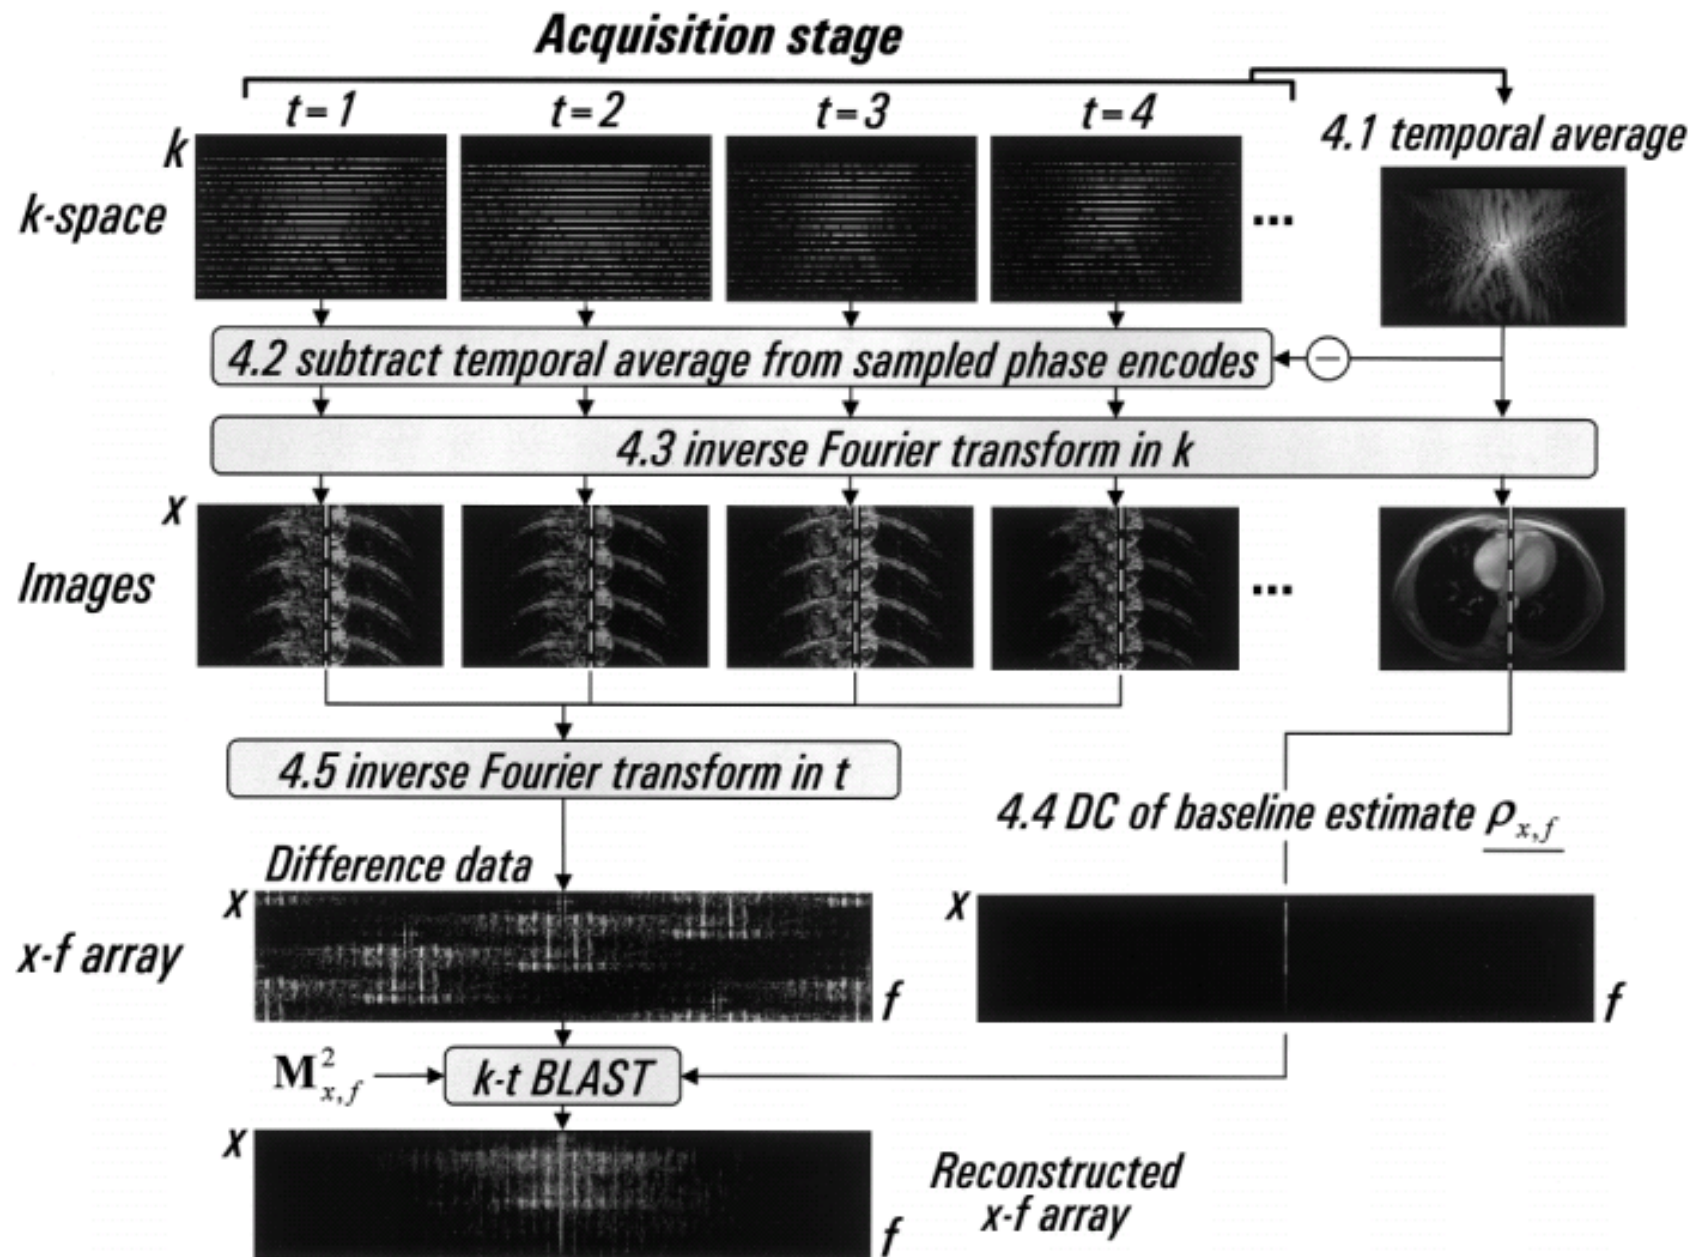 Acquisition stage
t=1 t=2 t=3 t=4
4.1 temporal average
k
k-space
...
4.2 subtract temporal average from sampled phase encodes
−
4.3 inverse Fourier transform in k
x
Images
...
4.5 inverse Fourier transform in t
4.4 DC of baseline estimate ρx,f
Difference data
x
x-f array
f
x
f
M²x,f
k-t BLAST
x
f
Reconstructed
x-f array